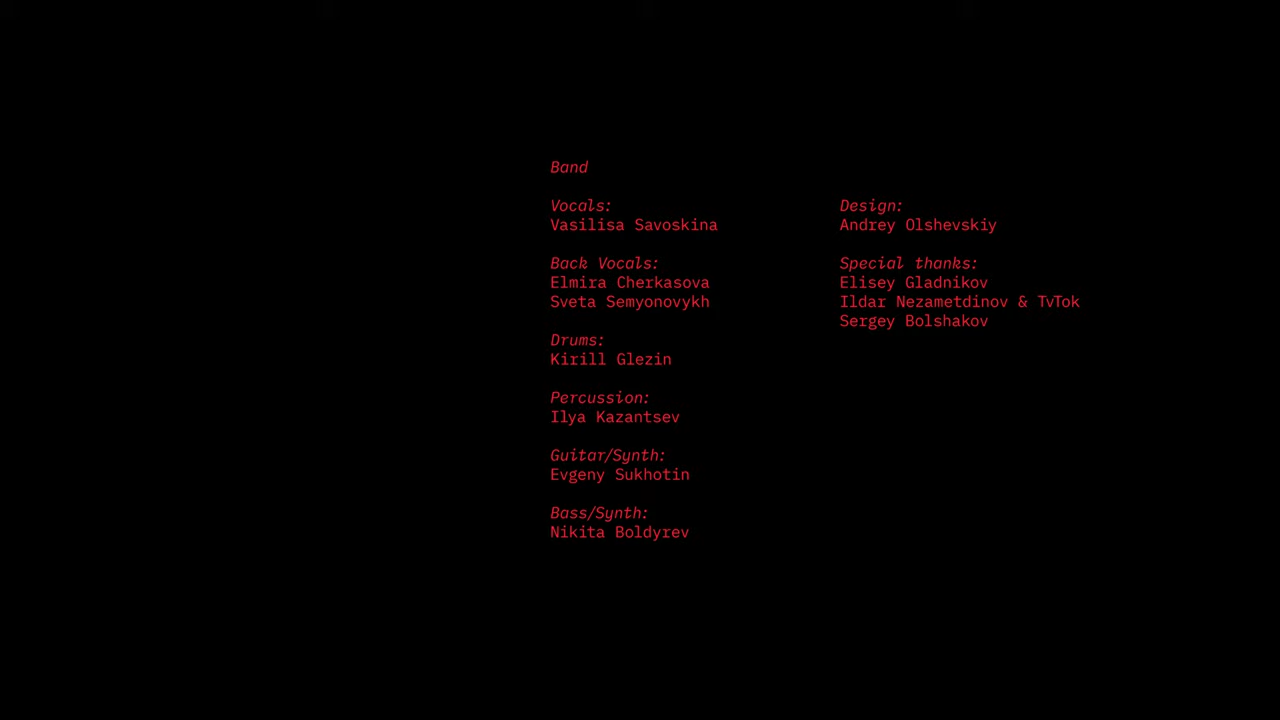 Band
Vocals:
Vasilisa Savoskina
Back Vocals:
Elmira Cherkasova
Sveta Semyonovykh
Drums:
Kirill Glezin
Percussion:
Ilya Kazantsev
Guitar/Synth:
Evgeny Sukhotin
Bass/Synth:
Nikita Boldyrev
Design:
Andrey Olshevskiy
Special thanks:
Elisey Gladnikov
Ildar Nezametdinov & TvTok
Sergey Bolshakov